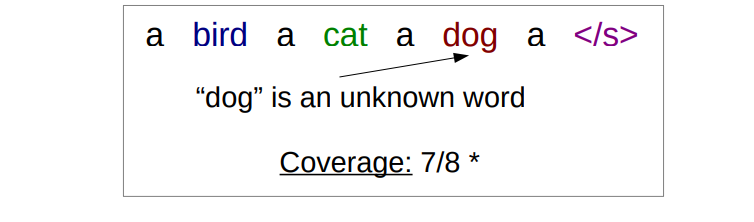 a bird a cat a dog a </s>
“dog” is an unknown word
Coverage: 7/8 *